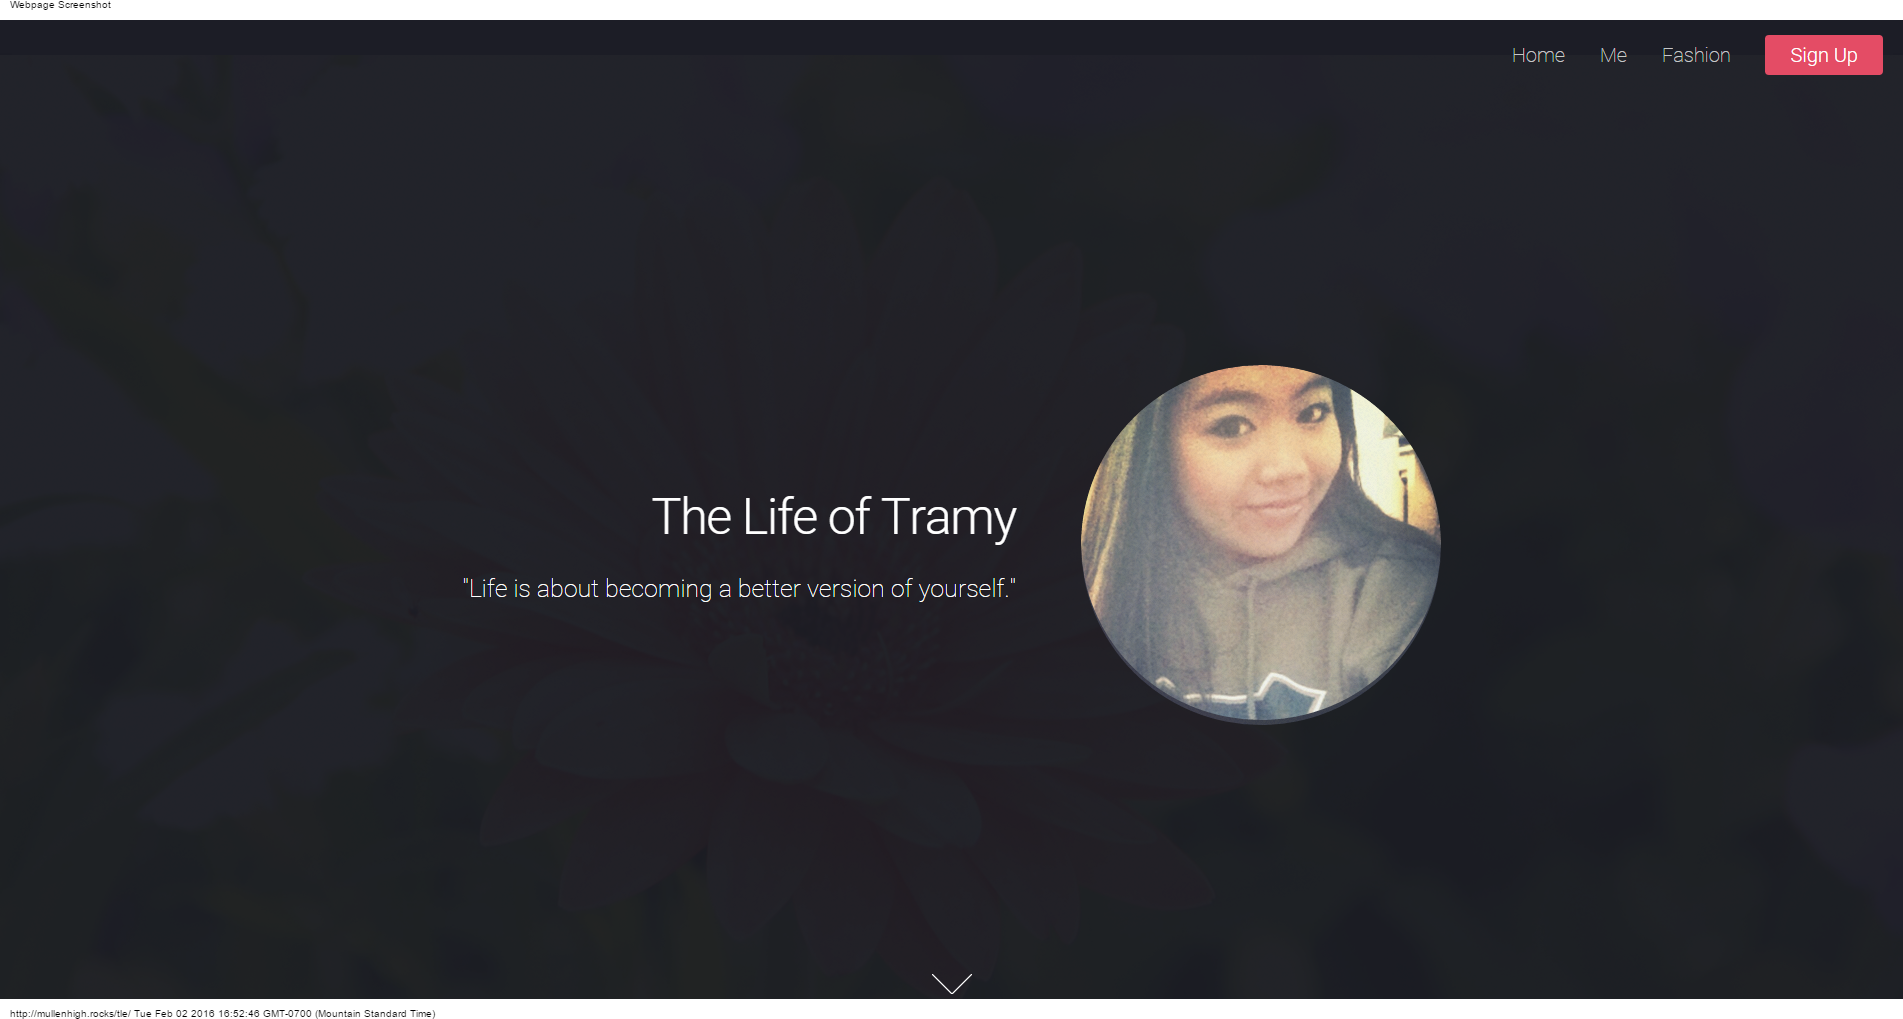 Webpage Screenshot
Home Me Fashion Sign Up
The Life of Tramy
"Life is about becoming a better version of yourself."
http://mullenhigh.rocks/tle/ Tue Feb 02 2016 16:52:46 GMT-0700 (Mountain Standard Time)